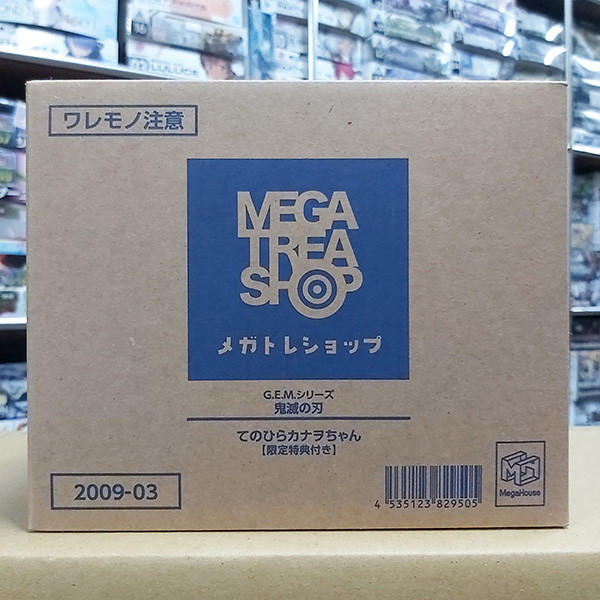 ワレモノ注意
MEGA
TREA
SHOP
メガトレショップ
G.E.M.シリーズ
鬼滅の刃
てのひらカナヲちゃん
【限定特典付き】
2009-03
4 535123 829505
MegaHouse